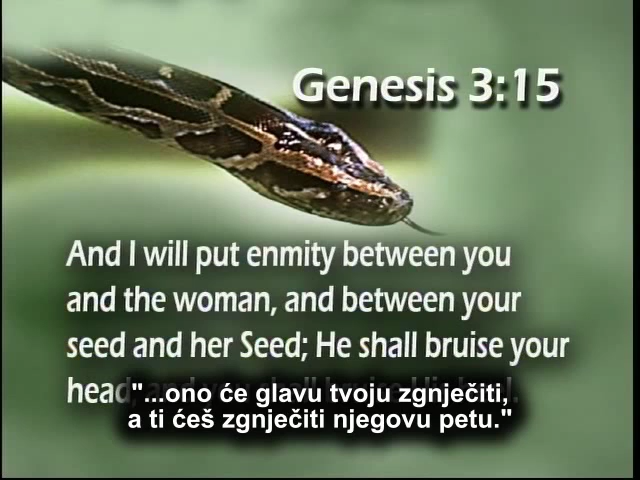 Genesis 3:15
And I will put enmity between you
and the woman, and between your
seed and her Seed; He shall bruise your
head
"...ono će glavu tvoju zgnječiti,
a ti ćeš zgnječiti njegovu petu."